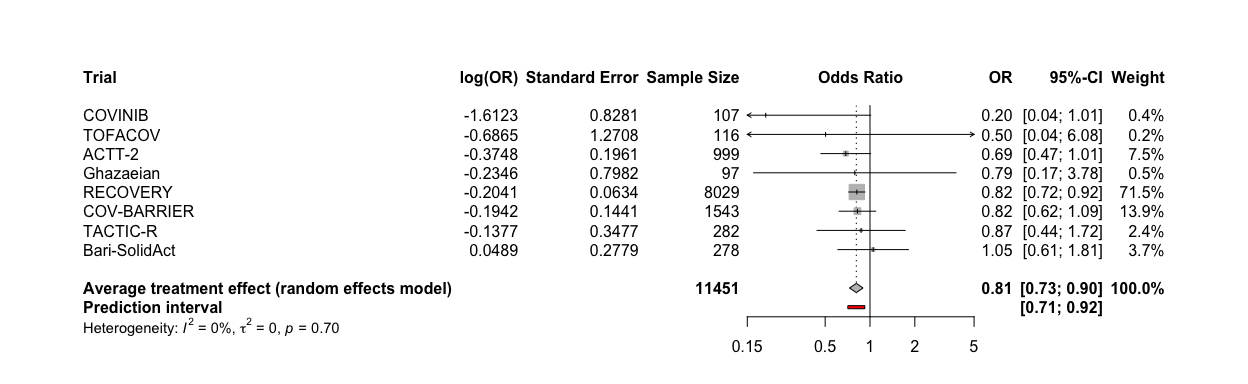 Trial log(OR) Standard Error Sample Size Odds Ratio OR 95%-CI Weight
COVINIB -1.6123 0.8281 107 0.20 [0.04; 1.01] 0.4%
TOFACOV -0.6865 1.2708 116 0.50 [0.04; 6.08] 0.2%
ACTT-2 -0.3748 0.1961 999 0.69 [0.47; 1.01] 7.5%
Ghazaeian -0.2346 0.7982 97 0.79 [0.17; 3.78] 0.5%
RECOVERY -0.2041 0.0634 8029 0.82 [0.72; 0.92] 71.5%
COV-BARRIER -0.1942 0.1441 1543 0.82 [0.62; 1.09] 13.9%
TACTIC-R -0.1377 0.3477 282 0.87 [0.44; 1.72] 2.4%
Bari-SolidAct 0.0489 0.2779 278 1.05 [0.61; 1.81] 3.7%
Average treatment effect (random effects model) 11451 0.81 [0.73; 0.90] 100.0%
Prediction interval [0.71; 0.92]
Heterogeneity: I² = 0%, τ² = 0, p = 0.70
0.15 0.5 1 2 5